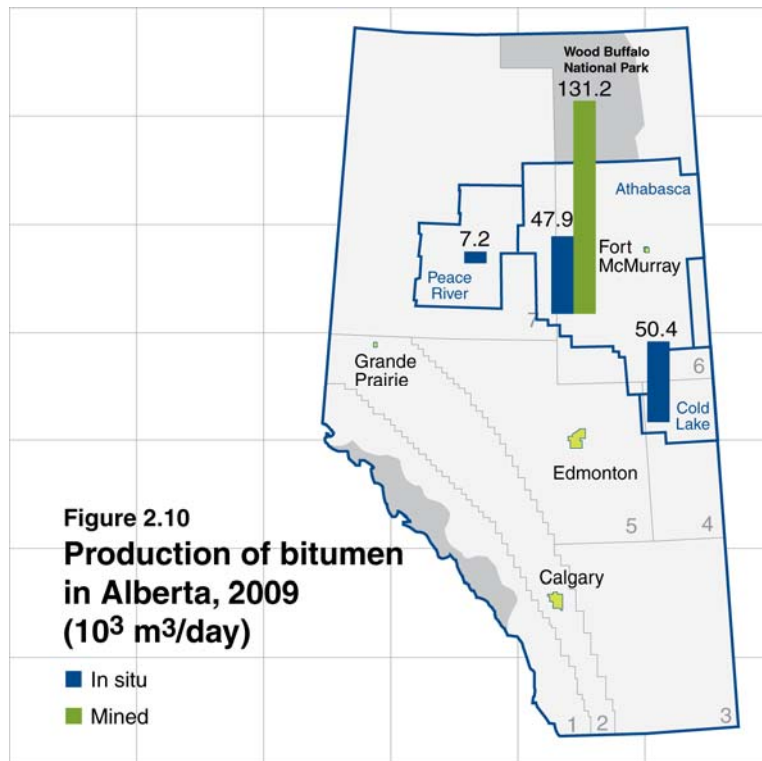 Wood Buffalo
National Park
131.2
Athabasca
47.9
7.2
Fort
McMurray
Peace
River
7
50.4
6
Grande
Prairie
Cold
Lake
Edmonton
5
4
Calgary
Figure 2.10
Production of bitumen
in Alberta, 2009
(10³ m³/day)
In situ
Mined
1
2
3